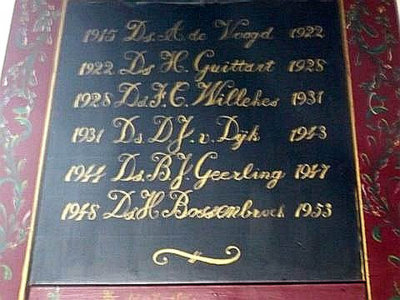 1915 Ds. A. de Voogd 1922
1922 Ds H. Guittart 1928
1928 Ds. F. C. Willekes 1931
1931 Ds D. J. v. Dijk 1943
1944 Ds. B. J. Geerling 1947
1948 Ds H Bossenbroek 1953